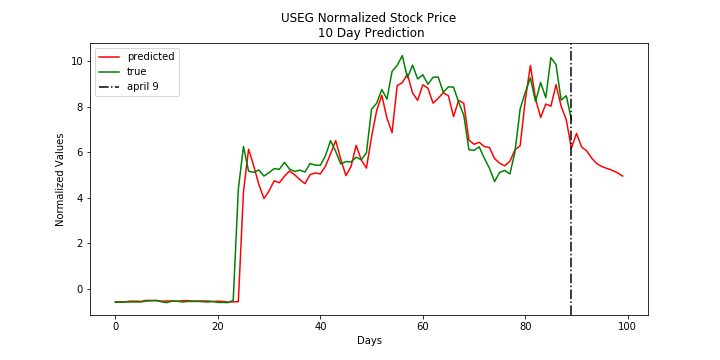 USEG Normalized Stock Price
10 Day Prediction
predicted
true
april 9
Normalized Values
10
8
6
4
2
0
0
20
40
60
80
100
Days